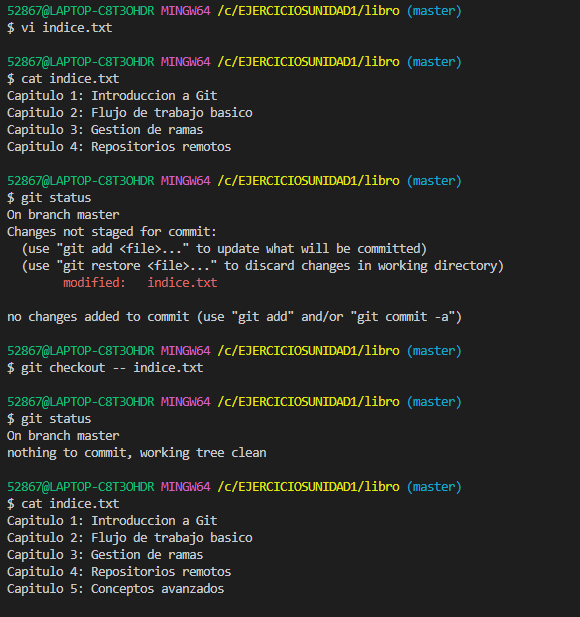 52867@LAPTOP-C8T3OHDR MINGW64 /c/EJERCICIOSUNIDAD1/libro (master)
$ vi indice.txt
52867@LAPTOP-C8T3OHDR MINGW64 /c/EJERCICIOSUNIDAD1/libro (master)
$ cat indice.txt
Capitulo 1: Introduccion a Git
Capitulo 2: Flujo de trabajo basico
Capitulo 3: Gestion de ramas
Capitulo 4: Repositorios remotos
52867@LAPTOP-C8T3OHDR MINGW64 /c/EJERCICIOSUNIDAD1/libro (master)
$ git status
On branch master
Changes not staged for commit:
  (use "git add <file>..." to update what will be committed)
  (use "git restore <file>..." to discard changes in working directory)
        modified:   indice.txt
no changes added to commit (use "git add" and/or "git commit -a")
52867@LAPTOP-C8T3OHDR MINGW64 /c/EJERCICIOSUNIDAD1/libro (master)
$ git checkout -- indice.txt
52867@LAPTOP-C8T3OHDR MINGW64 /c/EJERCICIOSUNIDAD1/libro (master)
$ git status
On branch master
nothing to commit, working tree clean
52867@LAPTOP-C8T3OHDR MINGW64 /c/EJERCICIOSUNIDAD1/libro (master)
$ cat indice.txt
Capitulo 1: Introduccion a Git
Capitulo 2: Flujo de trabajo basico
Capitulo 3: Gestion de ramas
Capitulo 4: Repositorios remotos
Capitulo 5: Conceptos avanzados